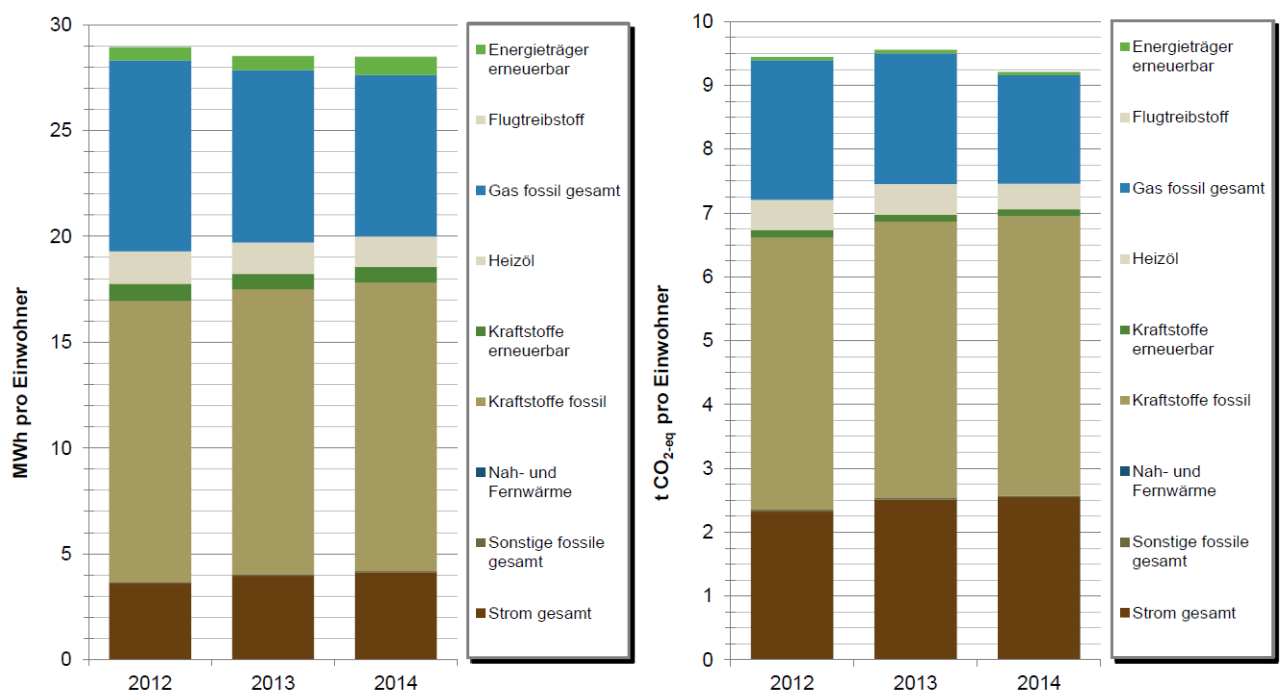 30
25
20
15
10
5
0
MWh pro Einwohner
2012
2013
2014
Energieträger
erneuerbar
Flugtreibstoff
Gas fossil gesamt
Heizöl
Kraftstoffe
erneuerbar
Kraftstoffe fossil
Nah- und
Fernwärme
Sonstige fossile
gesamt
Strom gesamt
10
9
8
7
6
5
4
3
2
1
0
t CO2-eq pro Einwohner
2012
2013
2014
Energieträger
erneuerbar
Flugtreibstoff
Gas fossil gesamt
Heizöl
Kraftstoffe
erneuerbar
Kraftstoffe fossil
Nah- und
Fernwärme
Sonstige fossile
gesamt
Strom gesamt